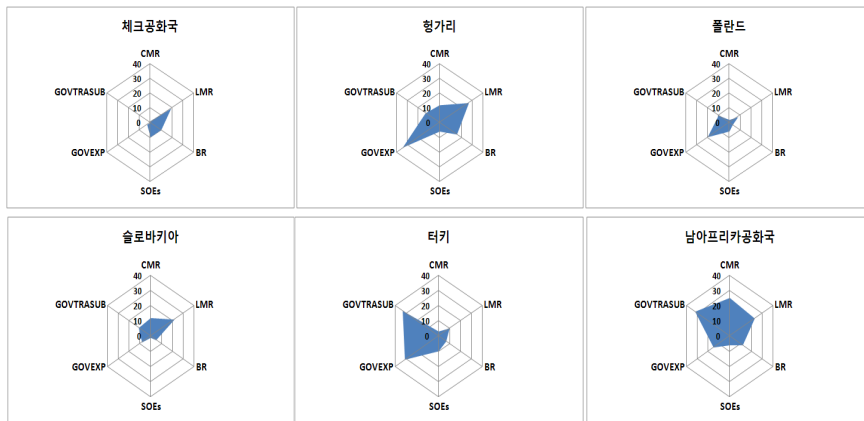 체크공화국
CMR
40
30
20
10
0
GOVTRASUB
LMR
GOVEXP
BR
SOEs
헝가리
CMR
40
30
20
10
0
GOVTRASUB
LMR
GOVEXP
BR
SOEs
폴란드
CMR
40
30
20
10
0
GOVTRASUB
LMR
GOVEXP
BR
SOEs
슬로바키아
CMR
40
30
20
10
0
GOVTRASUB
LMR
GOVEXP
BR
SOEs
터키
CMR
40
30
20
10
0
GOVTRASUB
LMR
GOVEXP
BR
SOEs
남아프리카공화국
CMR
40
30
20
10
0
GOVTRASUB
LMR
GOVEXP
BR
SOEs